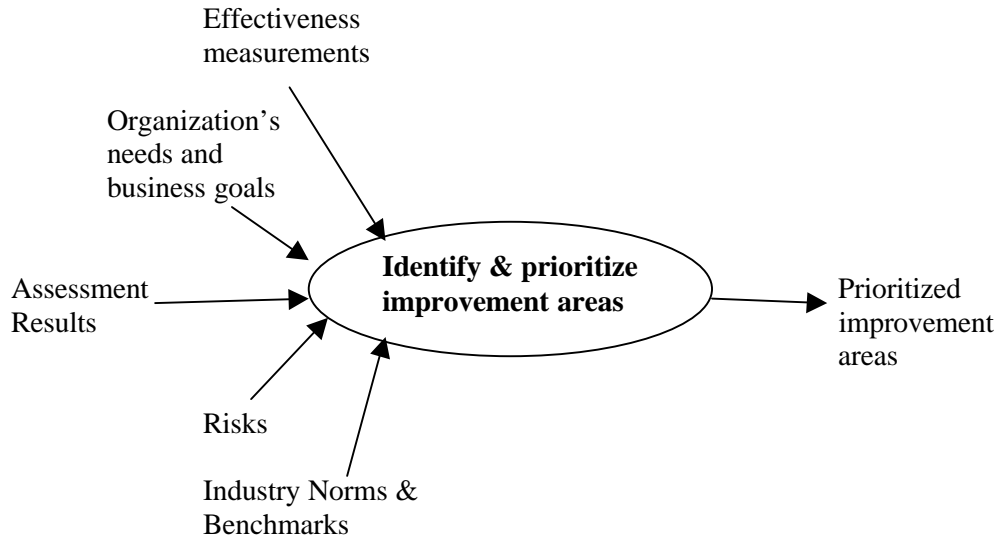 Effectiveness
measurements
Organization’s
needs and
business goals
Identify & prioritize
improvement areas
Assessment
Results
Prioritized
improvement
areas
Risks
Industry Norms &
Benchmarks